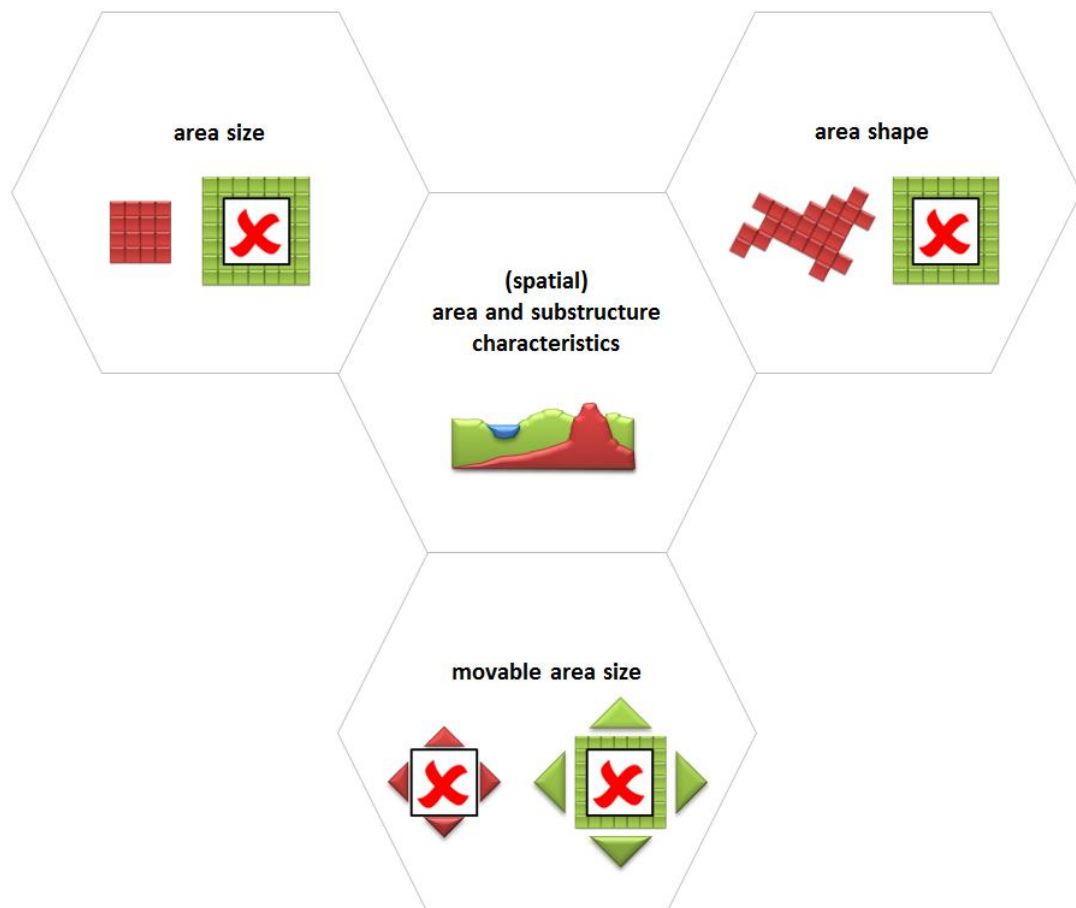 area size
area shape
(spatial)
area and substructure
characteristics
movable area size